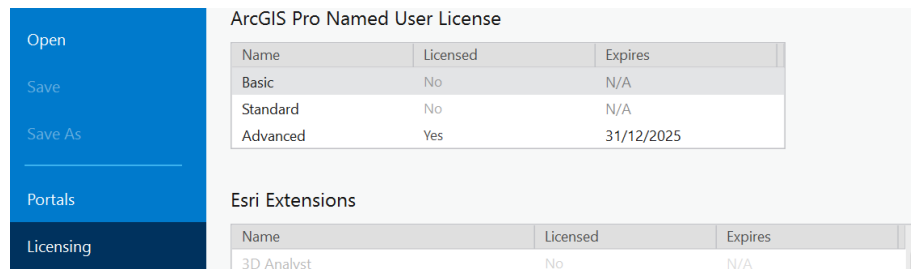 Open
Save
Save As
Portals
Licensing
ArcGIS Pro Named User License
Name Licensed Expires
Basic No N/A
Standard No N/A
Advanced Yes 31/12/2025
Esri Extensions
Name Licensed Expires
3D Analyst No N/A